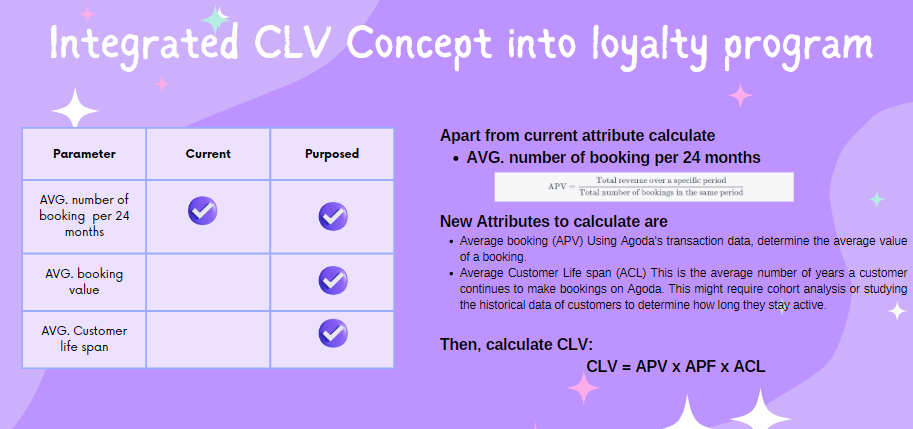 Integrated CLV Concept into loyalty program
Parameter
Current
Purposed
AVG. number of
booking per 24
months
AVG. booking
value
AVG. Customer
life span
Apart from current attribute calculate
• AVG. number of booking per 24 months
APV = Total revenue over a specific period
Total number of bookings in the same period
New Attributes to calculate are
• Average booking (APV) Using Agoda's transaction data, determine the average value
of a booking.
• Average Customer Life span (ACL) This is the average number of years a customer
continues to make bookings on Agoda. This might require cohort analysis or studying
the historical data of customers to determine how long they stay active.
Then, calculate CLV:
CLV = APV x APF x ACL